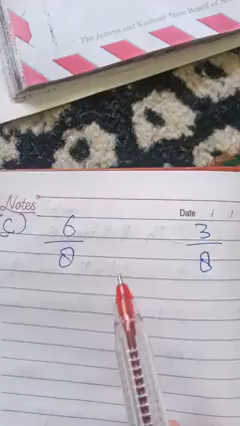 The Jammu and Kashmir State Board of
Notes
Date / /
(C) 6/8 3/8